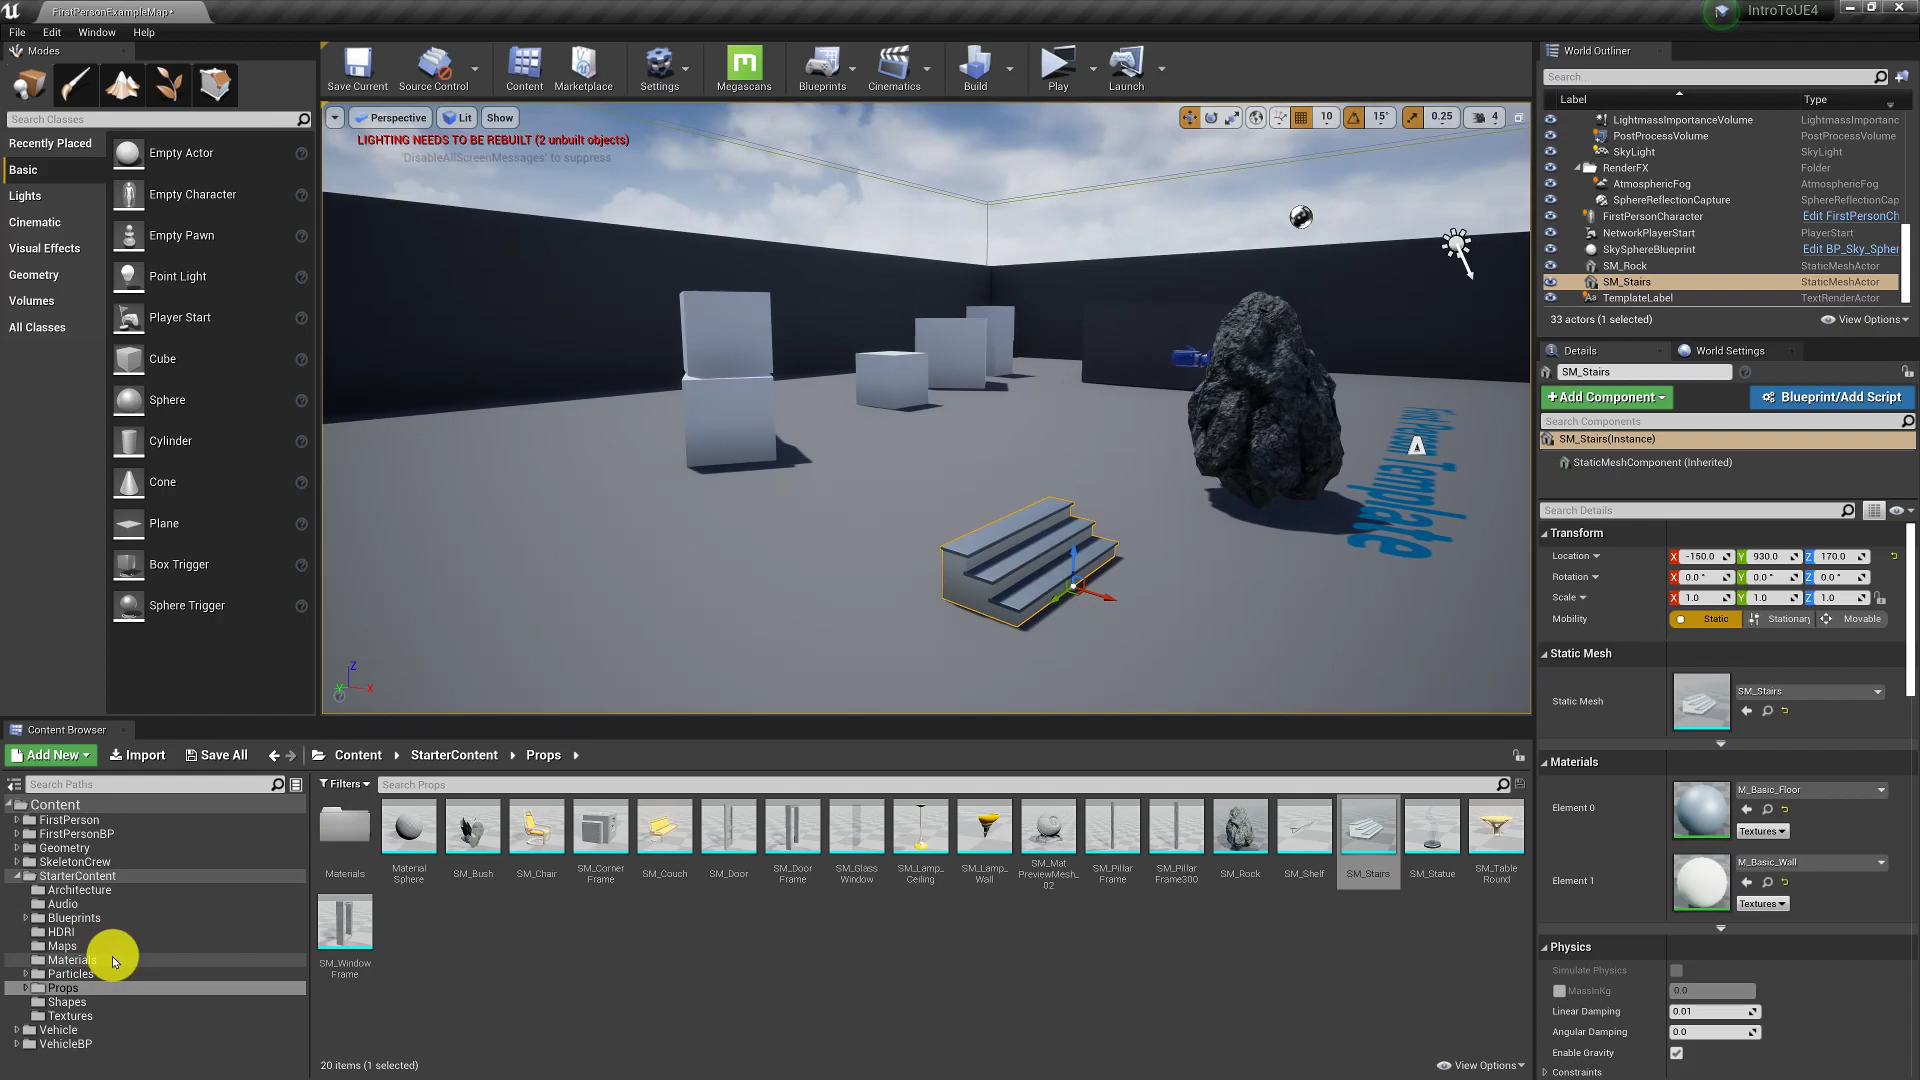 FirstPersonExampleMap*
IntroToUE4
File Edit Window Help
Modes
Search Classes
Recently Placed
Basic
Lights
Cinematic
Visual Effects
Geometry
Volumes
All Classes
Empty Actor
Empty Character
Empty Pawn
Point Light
Player Start
Cube
Sphere
Cylinder
Cone
Plane
Box Trigger
Sphere Trigger
Save Current Source Control Content Marketplace Settings Megascans Blueprints Cinematics Build Play Launch
Perspective Lit Show
10 15° 0.25 4
LIGHTING NEEDS TO BE REBUILT (2 unbuilt objects)
'DisableAllScreenMessages' to suppress
Template
A
Z
Y X
World Outliner
Search...
Label Type
LightmassImportanceVolume LightmassImportanc
PostProcessVolume PostProcessVolume
SkyLight SkyLight
RenderFX Folder
AtmosphericFog AtmosphericFog
SphereReflectionCapture SphereReflectionCap
FirstPersonCharacter Edit FirstPersonCh
NetworkPlayerStart PlayerStart
SkySphereBlueprint Edit BP_Sky_Spher
SM_Rock StaticMeshActor
SM_Stairs StaticMeshActor
TemplateLabel TextRenderActor
33 actors (1 selected) View Options
Details World Settings
SM_Stairs
+Add Component Blueprint/Add Script
Search Components
SM_Stairs(Instance)
StaticMeshComponent (Inherited)
Search Details
Transform
Location X -150.0 Y 930.0 Z 170.0
Rotation X 0.0 ° Y 0.0 ° Z 0.0 °
Scale X 1.0 Y 1.0 Z 1.0
Mobility Static Stationary Movable
Static Mesh
Static Mesh SM_Stairs
Materials
Element 0 M_Basic_Floor
Textures
Element 1 M_Basic_Wall
Textures
Physics
Simulate Physics
MassInKg 0.0
Linear Damping 0.01
Angular Damping 0.0
Enable Gravity
Constraints
Content Browser
Add New Import Save All Content StarterContent Props
Search Paths
Filters Search Props
Content
FirstPerson
FirstPersonBP
Geometry
SkeletonCrew
StarterContent
Architecture
Audio
Blueprints
HDRI
Maps
Materials
Particles
Props
Shapes
Textures
Vehicle
VehicleBP
Materials
Material Sphere
SM_Bush
SM_Chair
SM_Corner Frame
SM_Couch
SM_Door
SM_Door Frame
SM_Glass Window
SM_Lamp_ Ceiling
SM_Lamp_ Wall
SM_Mat PreviewMesh_ 02
SM_Pillar Frame
SM_Pillar Frame300
SM_Rock
SM_Shelf
SM_Stairs
SM_Statue
SM_Table Round
SM_Window Frame
20 items (1 selected) View Options